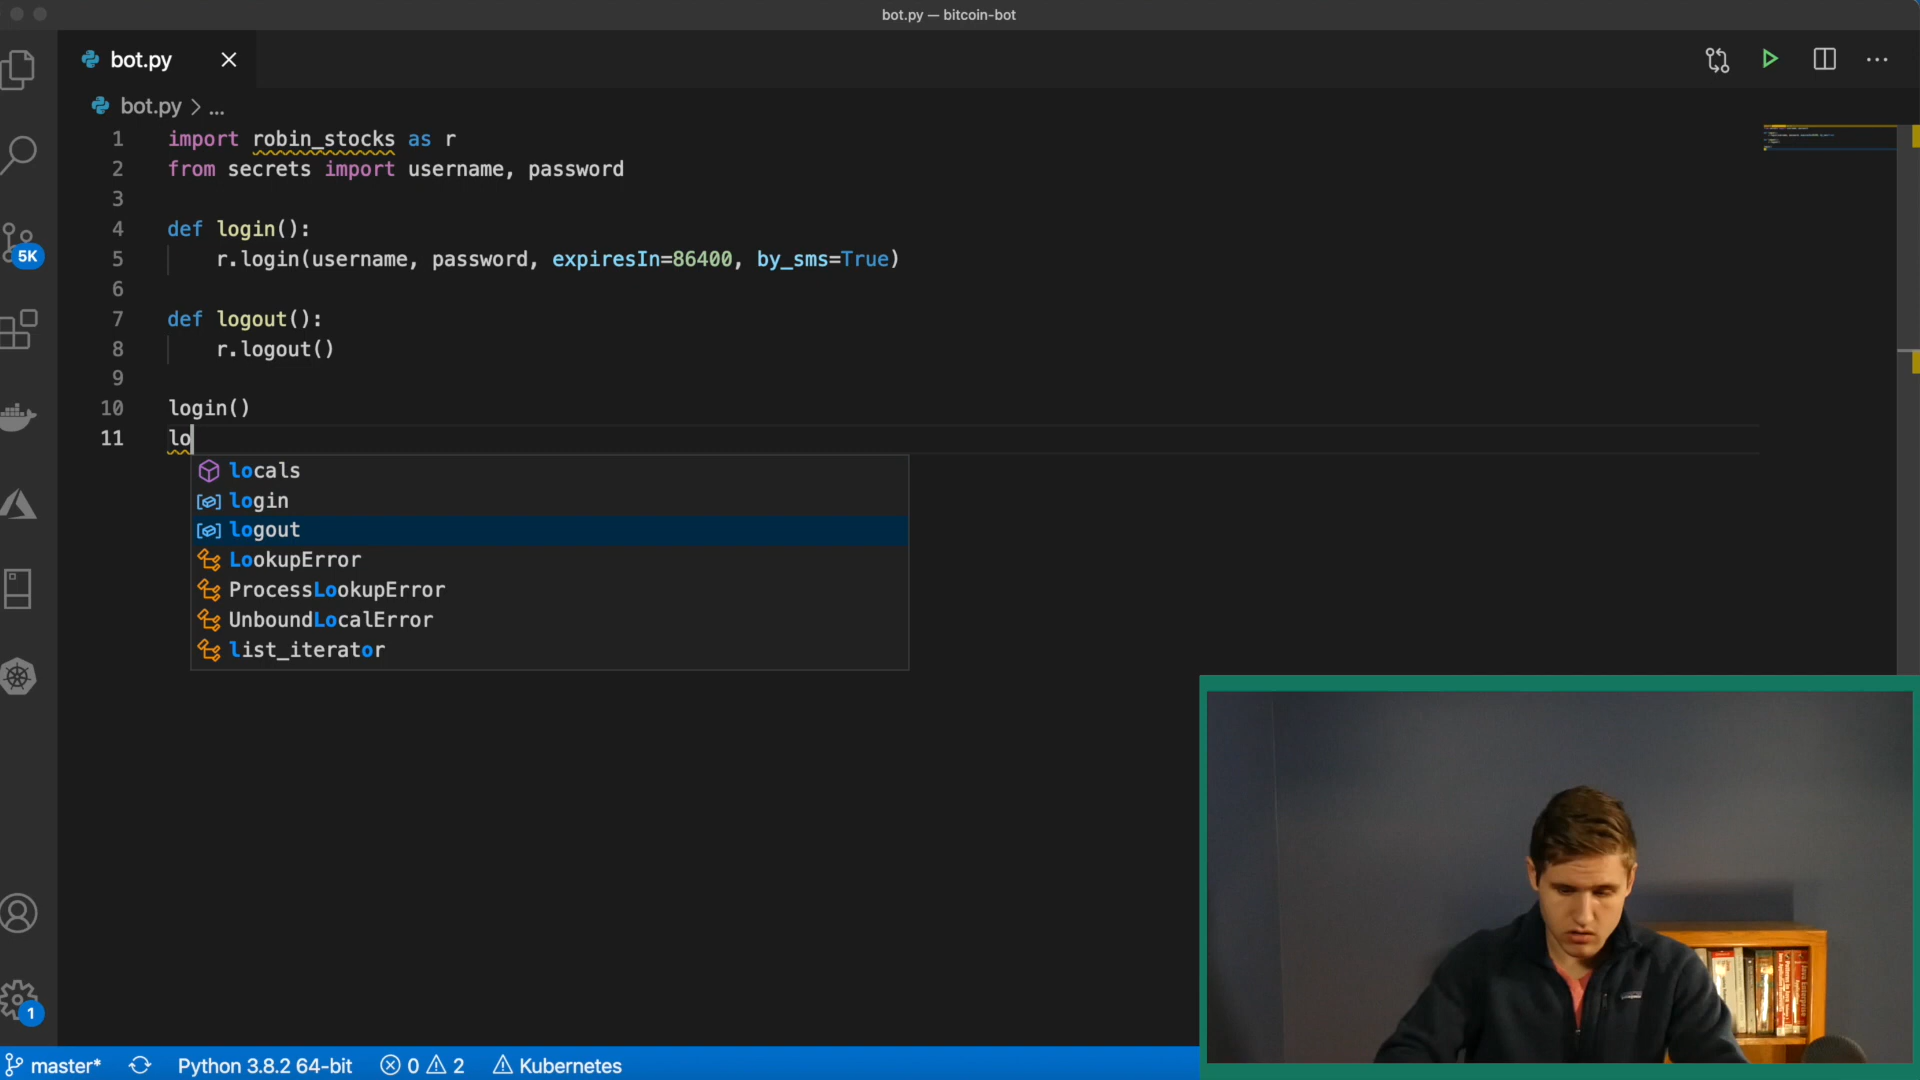 bot.py — bitcoin-bot
bot.py
bot.py > ...
1 import robin_stocks as r
2 from secrets import username, password
3
4 def login():
5 r.login(username, password, expiresIn=86400, by_sms=True)
6
7 def logout():
8 r.logout()
9
10 login()
11 lo
locals
login
logout
LookupError
ProcessLookupError
UnboundLocalError
list_iterator
5K
1
master* Python 3.8.2 64-bit 0 2 Kubernetes